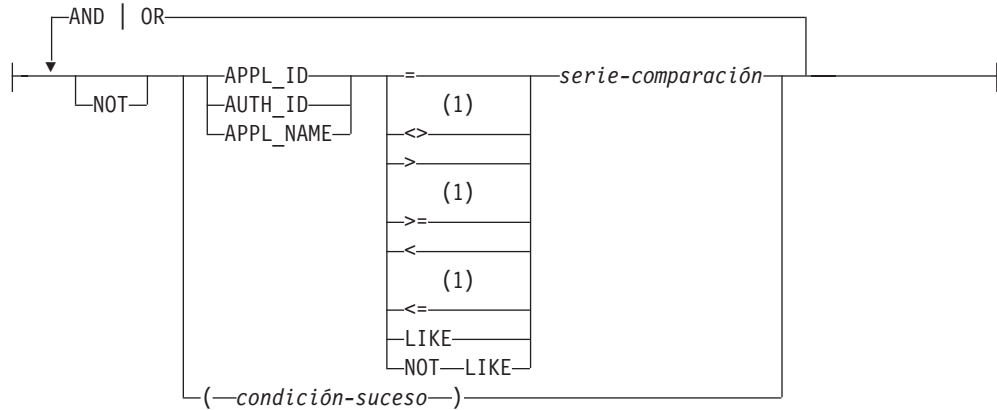 AND | OR
NOT APPL_ID = serie-comparación
AUTH_ID (1)
APPL_NAME <>
>
(1)
>=
<
(1)
<=
LIKE
NOT LIKE
( condición-suceso )